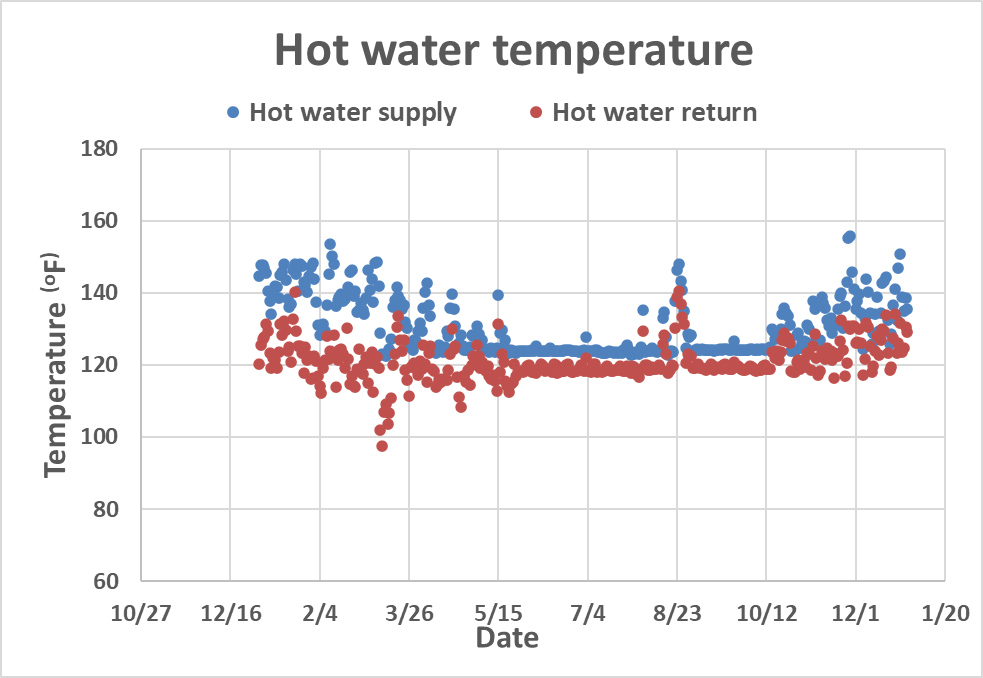 Hot water temperature
Hot water supply Hot water return
180
160
140
120
100
80
60
Temperature (ºF)
10/27 12/16 2/4 3/26 5/15 7/4 8/23 10/12 12/1 1/20
Date